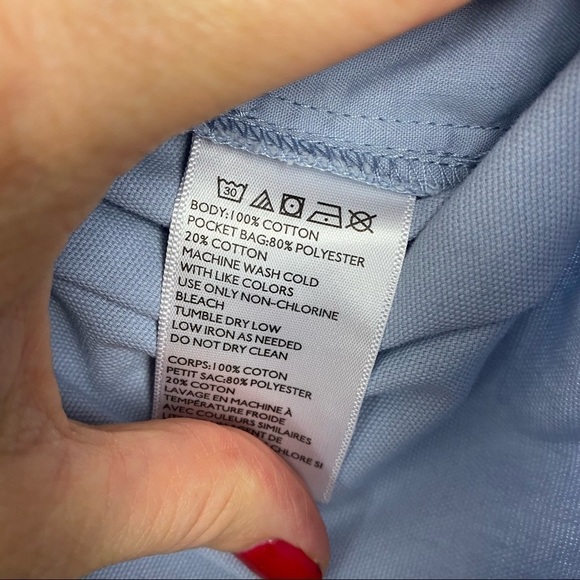 30
BODY:100% COTTON
POCKET BAG:80% POLYESTER
20% COTTON
MACHINE WASH COLD
WITH LIKE COLORS
USE ONLY NON-CHLORINE
BLEACH
TUMBLE DRY LOW
LOW IRON AS NEEDED
DO NOT DRY CLEAN
CORPS:100% COTON
PETIT SAC:80% POLYESTER
20% COTON
LAVAGE EN MACHINE À
TEMPÉRATURE FROIDE
AVEC COULEURS SIMILAIRES
CHLORE SI